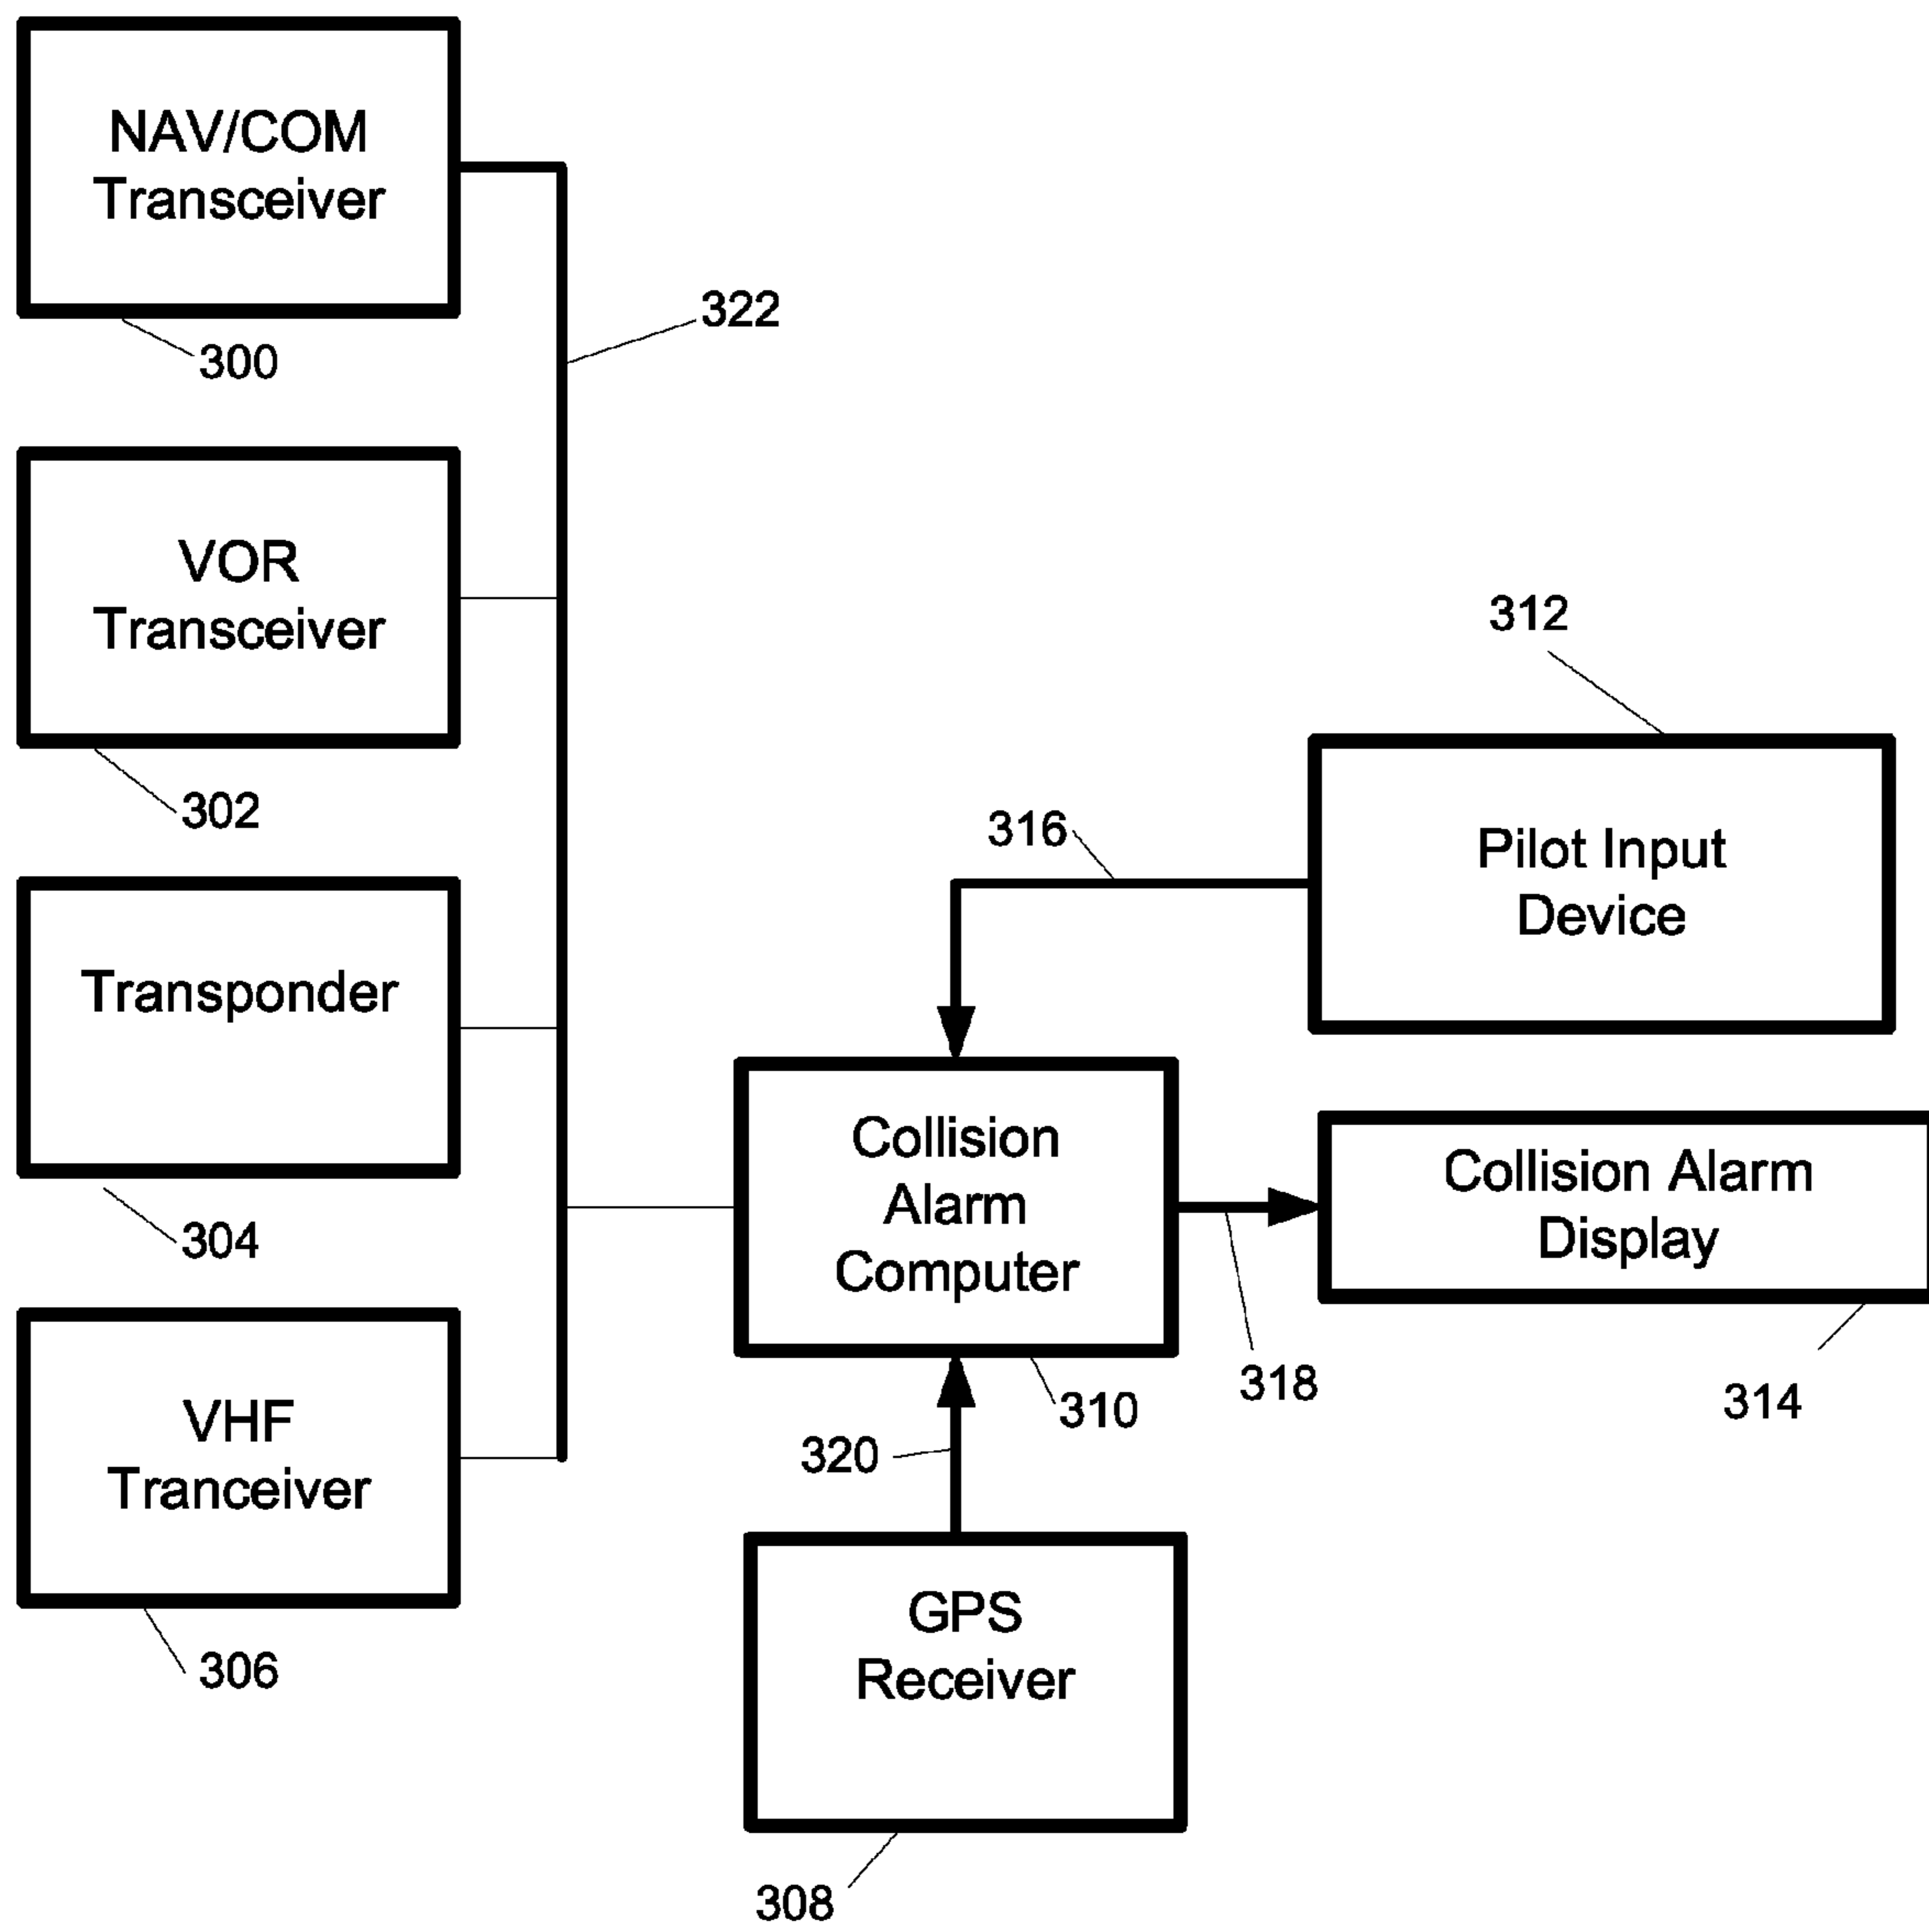 NAV/COM
Transceiver
300
322
VOR
Transceiver
302
312
316
Pilot Input
Device
Transponder
304
Collision
Alarm
Computer
310
318
Collision Alarm
Display
314
VHF
Tranceiver
306
320
GPS
Receiver
308